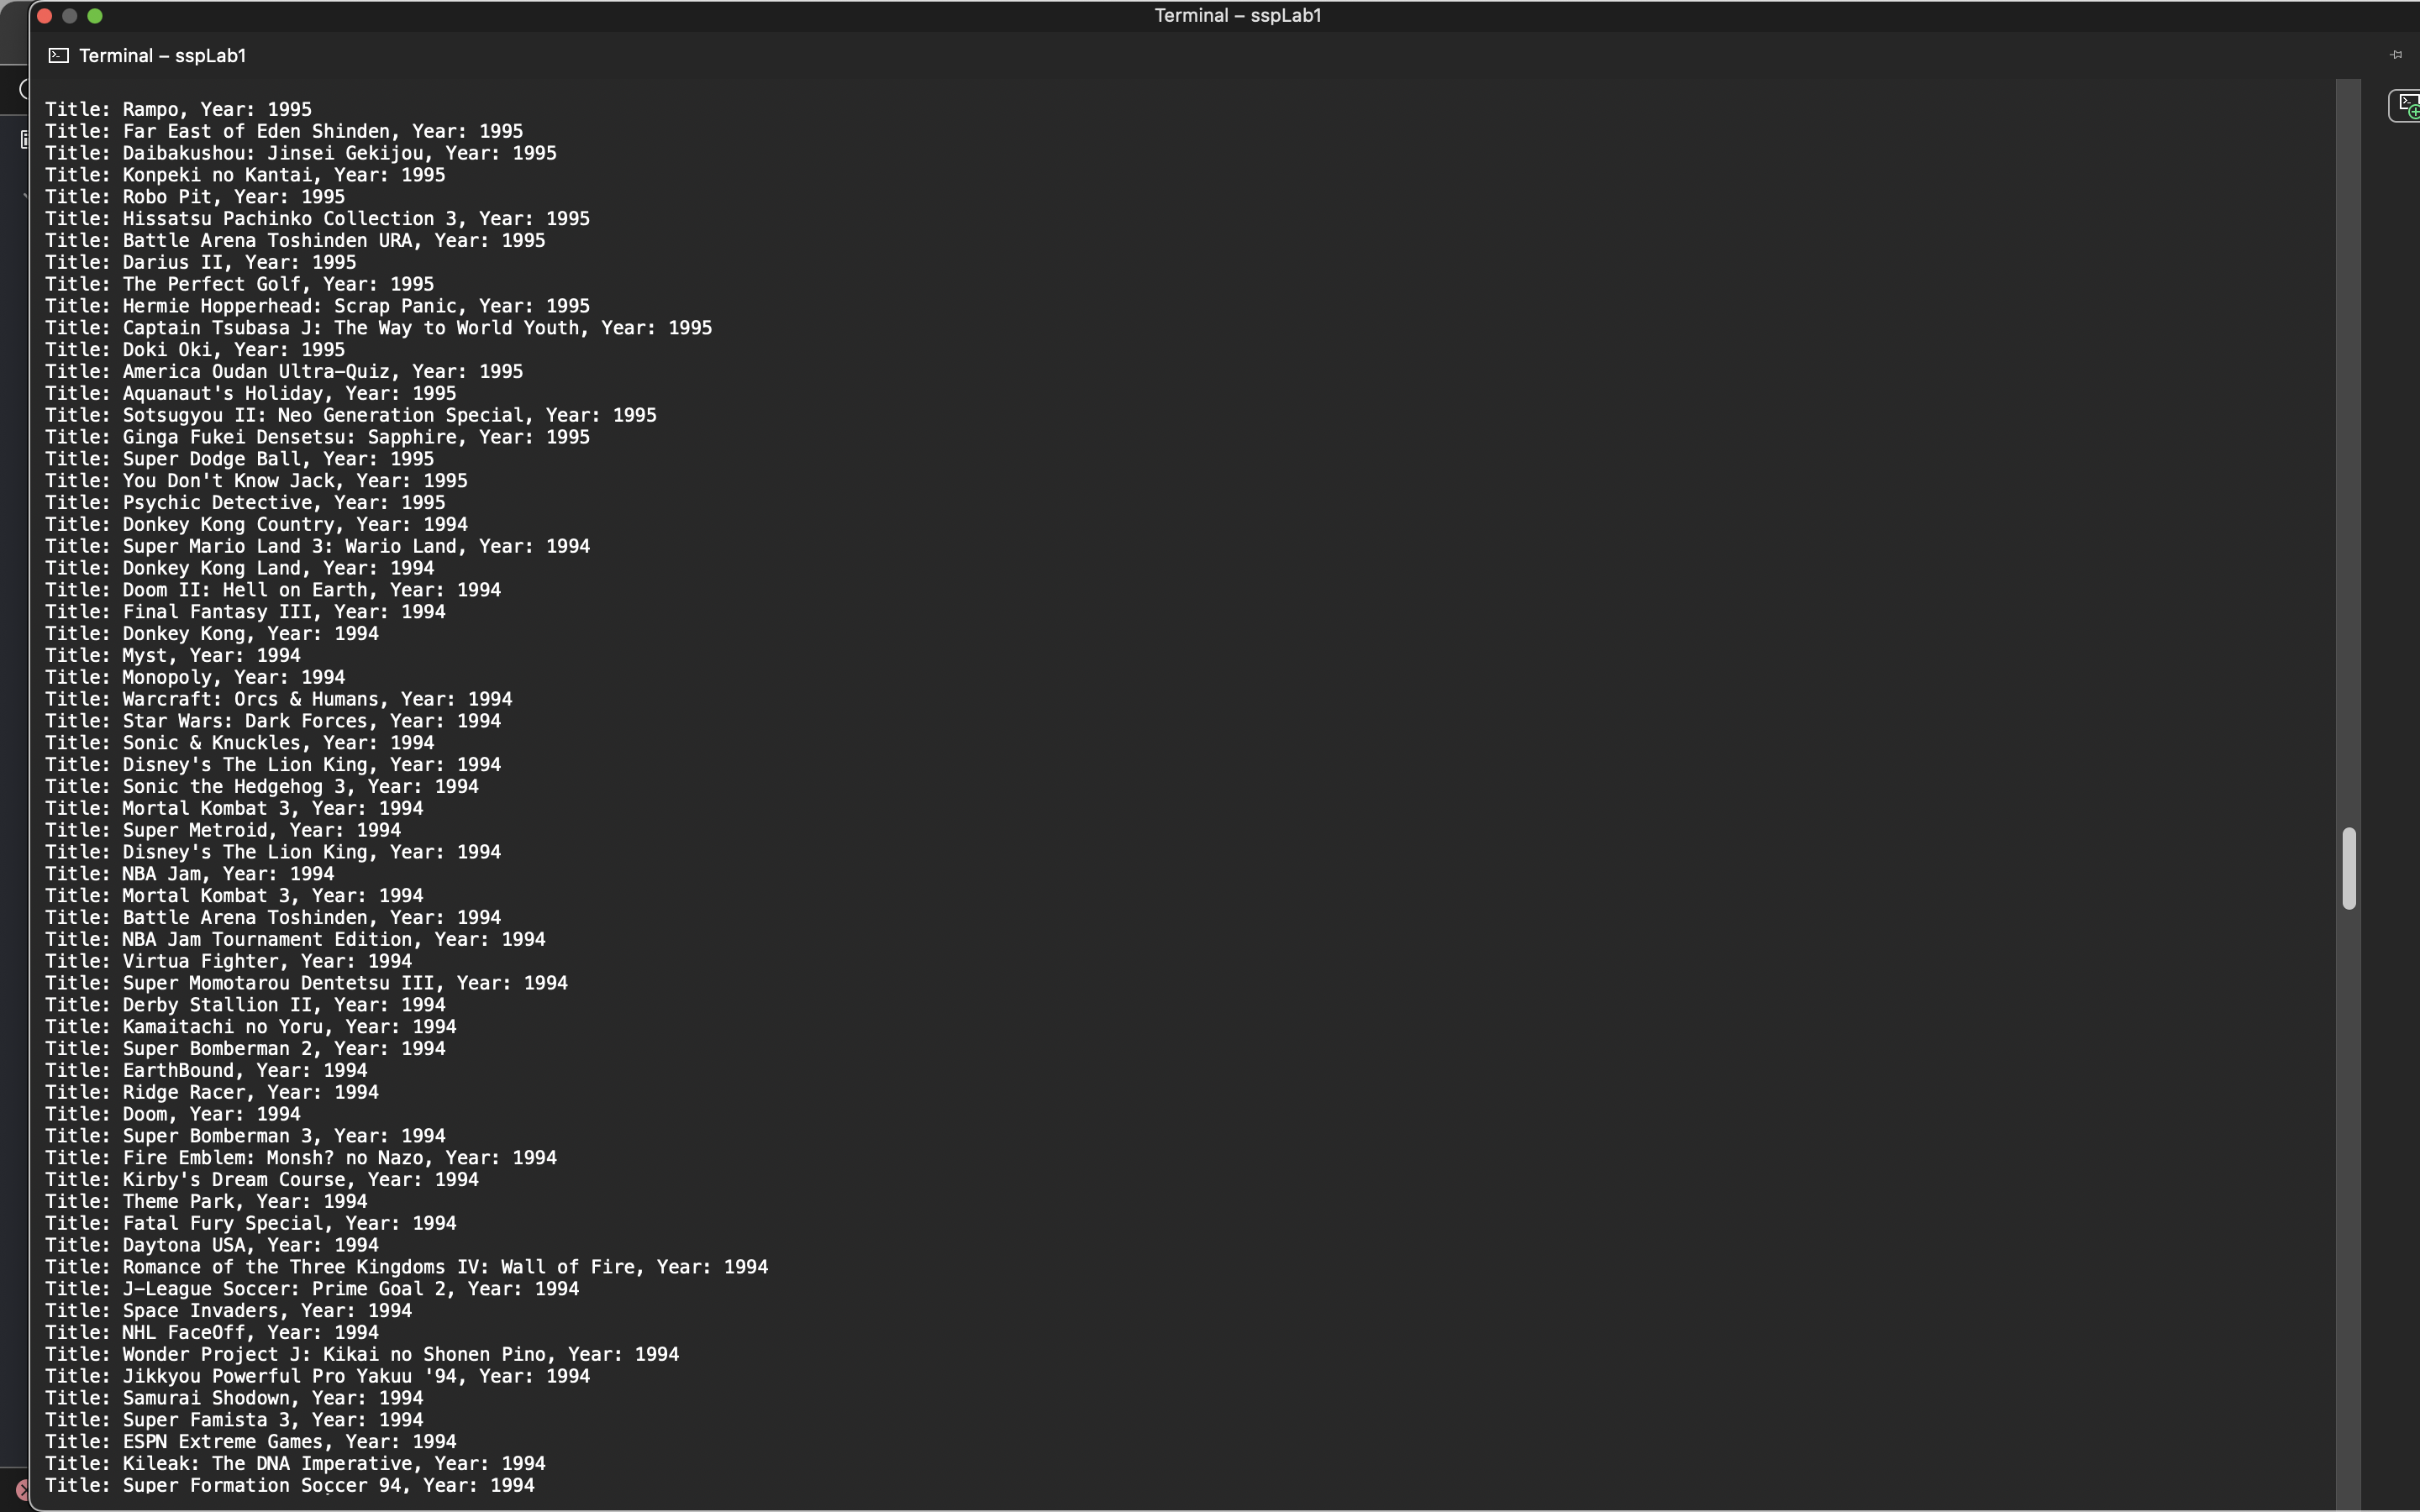 Terminal – sspLab1
Terminal – sspLab1
Title: Rampo, Year: 1995
Title: Far East of Eden Shinden, Year: 1995
Title: Daibakushou: Jinsei Gekijou, Year: 1995
Title: Konpeki no Kantai, Year: 1995
Title: Robo Pit, Year: 1995
Title: Hissatsu Pachinko Collection 3, Year: 1995
Title: Battle Arena Toshinden URA, Year: 1995
Title: Darius II, Year: 1995
Title: The Perfect Golf, Year: 1995
Title: Hermie Hopperhead: Scrap Panic, Year: 1995
Title: Captain Tsubasa J: The Way to World Youth, Year: 1995
Title: Doki Oki, Year: 1995
Title: America Oudan Ultra-Quiz, Year: 1995
Title: Aquanaut's Holiday, Year: 1995
Title: Sotsugyou II: Neo Generation Special, Year: 1995
Title: Ginga Fukei Densetsu: Sapphire, Year: 1995
Title: Super Dodge Ball, Year: 1995
Title: You Don't Know Jack, Year: 1995
Title: Psychic Detective, Year: 1995
Title: Donkey Kong Country, Year: 1994
Title: Super Mario Land 3: Wario Land, Year: 1994
Title: Donkey Kong Land, Year: 1994
Title: Doom II: Hell on Earth, Year: 1994
Title: Final Fantasy III, Year: 1994
Title: Donkey Kong, Year: 1994
Title: Myst, Year: 1994
Title: Monopoly, Year: 1994
Title: Warcraft: Orcs & Humans, Year: 1994
Title: Star Wars: Dark Forces, Year: 1994
Title: Sonic & Knuckles, Year: 1994
Title: Disney's The Lion King, Year: 1994
Title: Sonic the Hedgehog 3, Year: 1994
Title: Mortal Kombat 3, Year: 1994
Title: Super Metroid, Year: 1994
Title: Disney's The Lion King, Year: 1994
Title: NBA Jam, Year: 1994
Title: Mortal Kombat 3, Year: 1994
Title: Battle Arena Toshinden, Year: 1994
Title: NBA Jam Tournament Edition, Year: 1994
Title: Virtua Fighter, Year: 1994
Title: Super Momotarou Dentetsu III, Year: 1994
Title: Derby Stallion II, Year: 1994
Title: Kamaitachi no Yoru, Year: 1994
Title: Super Bomberman 2, Year: 1994
Title: EarthBound, Year: 1994
Title: Ridge Racer, Year: 1994
Title: Doom, Year: 1994
Title: Super Bomberman 3, Year: 1994
Title: Fire Emblem: Monsh? no Nazo, Year: 1994
Title: Kirby's Dream Course, Year: 1994
Title: Theme Park, Year: 1994
Title: Fatal Fury Special, Year: 1994
Title: Daytona USA, Year: 1994
Title: Romance of the Three Kingdoms IV: Wall of Fire, Year: 1994
Title: J-League Soccer: Prime Goal 2, Year: 1994
Title: Space Invaders, Year: 1994
Title: NHL FaceOff, Year: 1994
Title: Wonder Project J: Kikai no Shonen Pino, Year: 1994
Title: Jikkyou Powerful Pro Yakuu '94, Year: 1994
Title: Samurai Shodown, Year: 1994
Title: Super Famista 3, Year: 1994
Title: ESPN Extreme Games, Year: 1994
Title: Kileak: The DNA Imperative, Year: 1994
Title: Super Formation Soccer 94, Year: 1994